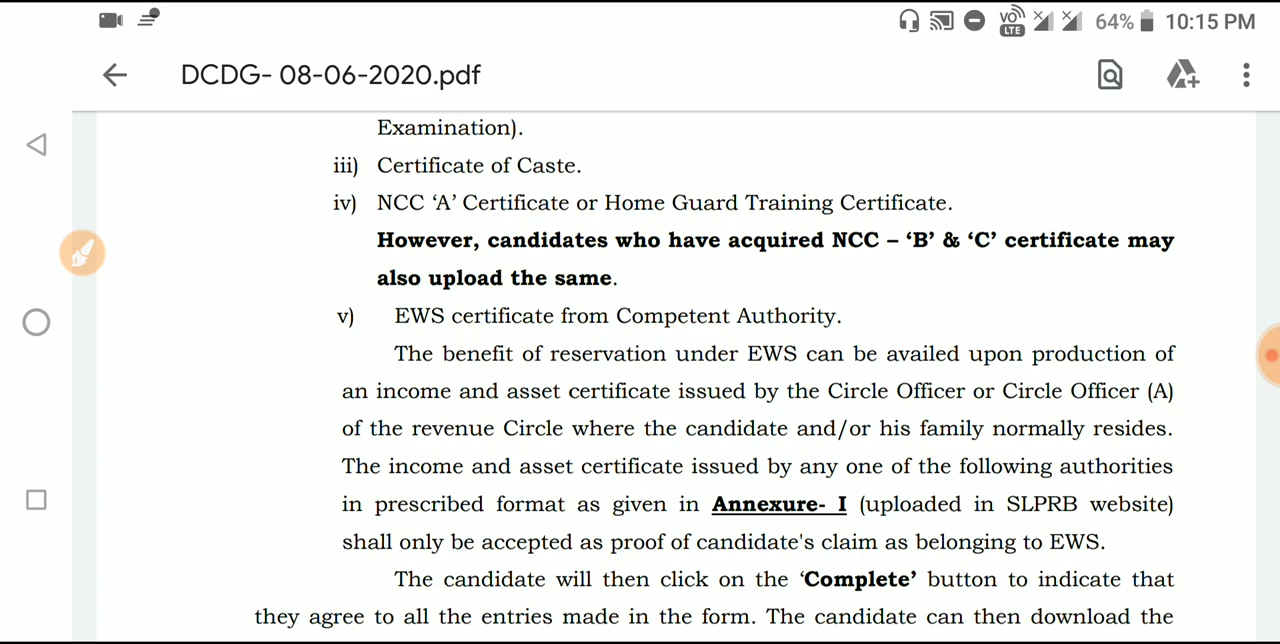 VO LTE 64% 10:15 PM
DCDG- 08-06-2020.pdf
Examination).
iii) Certificate of Caste.
iv) NCC ‘A’ Certificate or Home Guard Training Certificate.
However, candidates who have acquired NCC – ‘B’ & ‘C’ certificate may
also upload the same.
v) EWS certificate from Competent Authority.
The benefit of reservation under EWS can be availed upon production of
an income and asset certificate issued by the Circle Officer or Circle Officer (A)
of the revenue Circle where the candidate and/or his family normally resides.
The income and asset certificate issued by any one of the following authorities
in prescribed format as given in Annexure- I (uploaded in SLPRB website)
shall only be accepted as proof of candidate's claim as belonging to EWS.
The candidate will then click on the ‘Complete’ button to indicate that
they agree to all the entries made in the form. The candidate can then download the